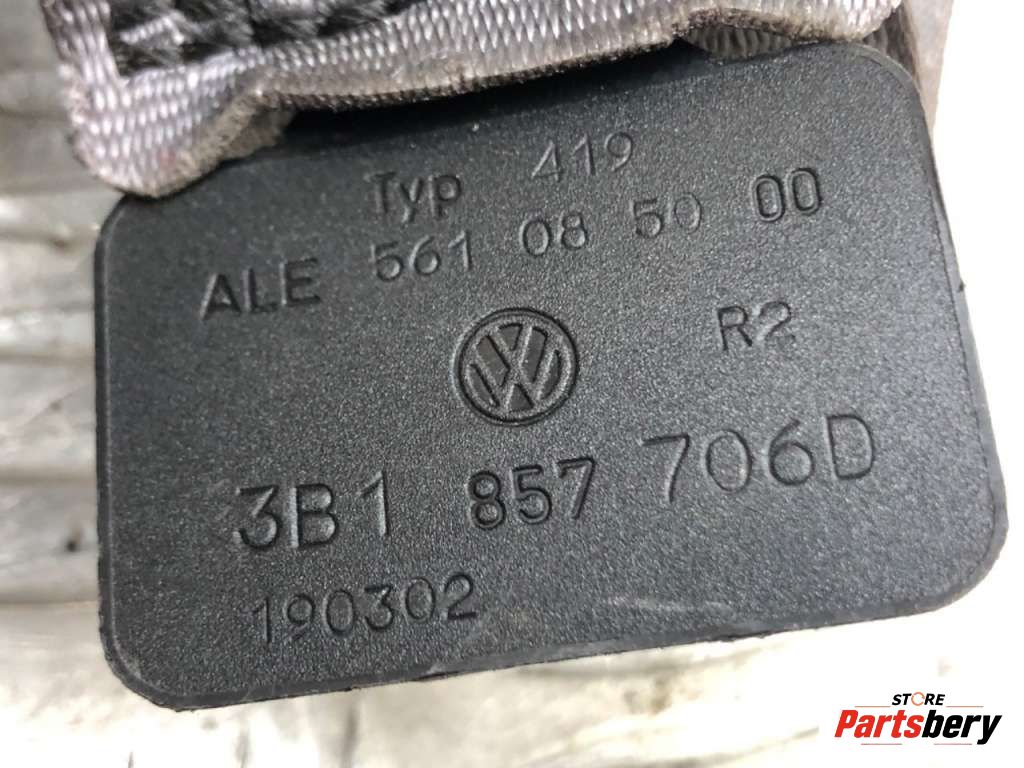 Typ 419
ALE 561 08 50 00
R2
3B1 857 706D
190302
STORE
Partsbery